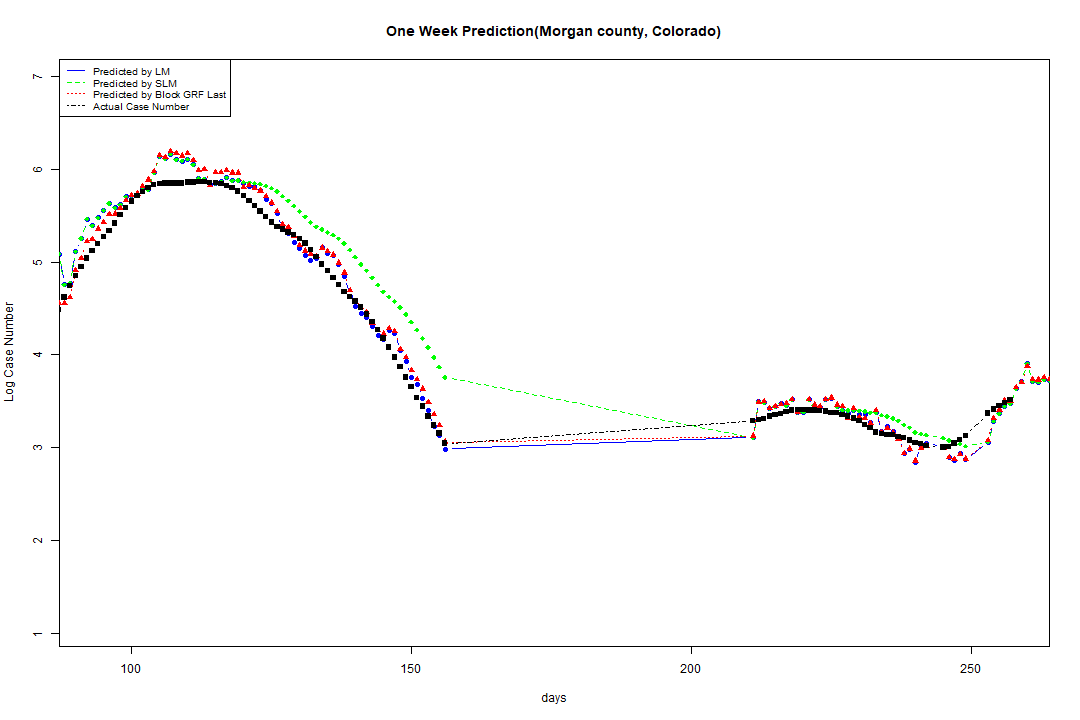 One Week Prediction(Morgan county, Colorado)
Predicted by LM
Predicted by SLM
Predicted by Block GRF Last
Actual Case Number
7
6
5
4
3
2
1
Log Case Number
100
150
200
250
days